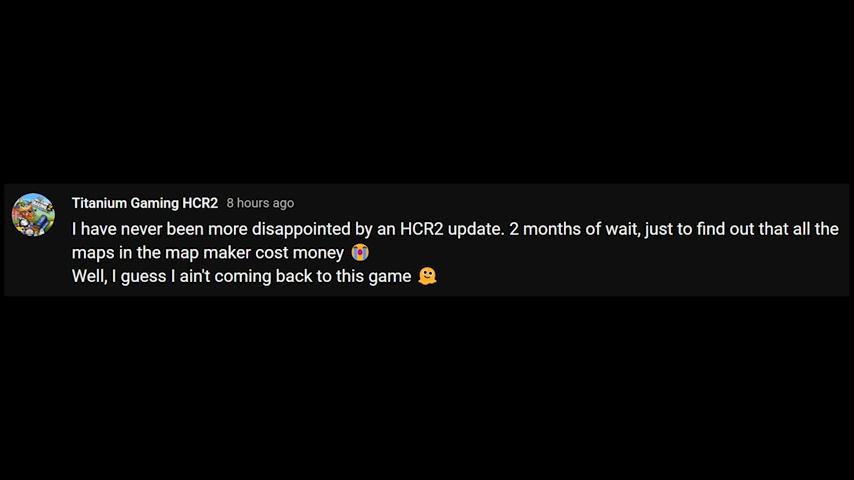 Titanium Gaming HCR2 8 hours ago
I have never been more disappointed by an HCR2 update. 2 months of wait, just to find out that all the
maps in the map maker cost money 😭
Well, I guess I ain't coming back to this game 🫠